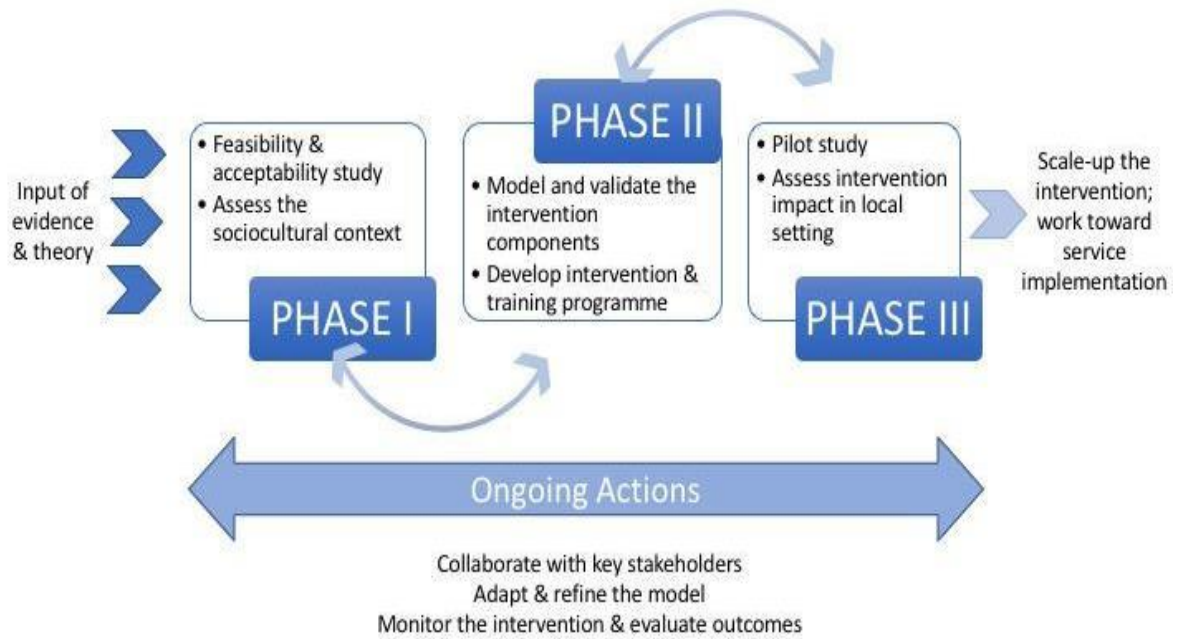 Input of
evidence
& theory
• Feasibility &
acceptability study
• Assess the
sociocultural context
PHASE I
PHASE II
• Model and validate the
intervention
components
• Develop intervention &
training programme
• Pilot study
• Assess intervention
impact in local
setting
PHASE III
Scale-up the
intervention;
work toward
service
implementation
Ongoing Actions
Collaborate with key stakeholders
Adapt & refine the model
Monitor the intervention & evaluate outcomes